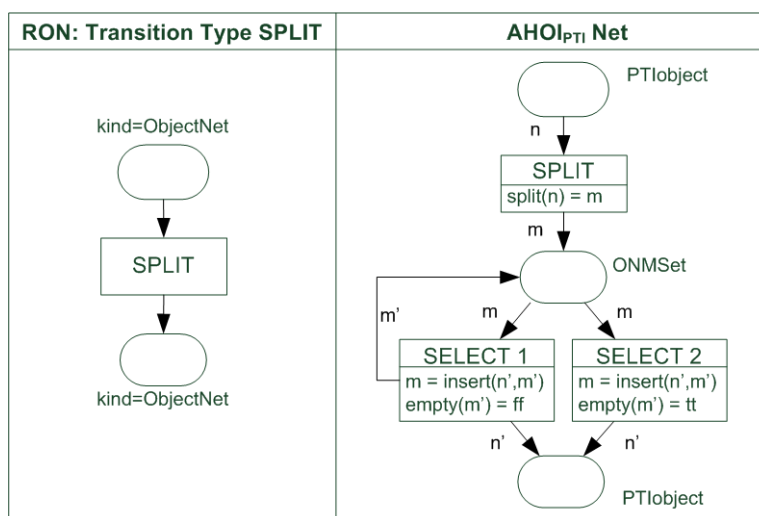 RON: Transition Type SPLIT
AHOIPTI Net
kind=ObjectNet
SPLIT
kind=ObjectNet
PTIobject
n
SPLIT
split(n) = m
m
ONMSet
m'
m
m
SELECT 1
m = insert(n',m')
empty(m') = ff
SELECT 2
m = insert(n',m')
empty(m') = tt
n'
n'
PTIobject